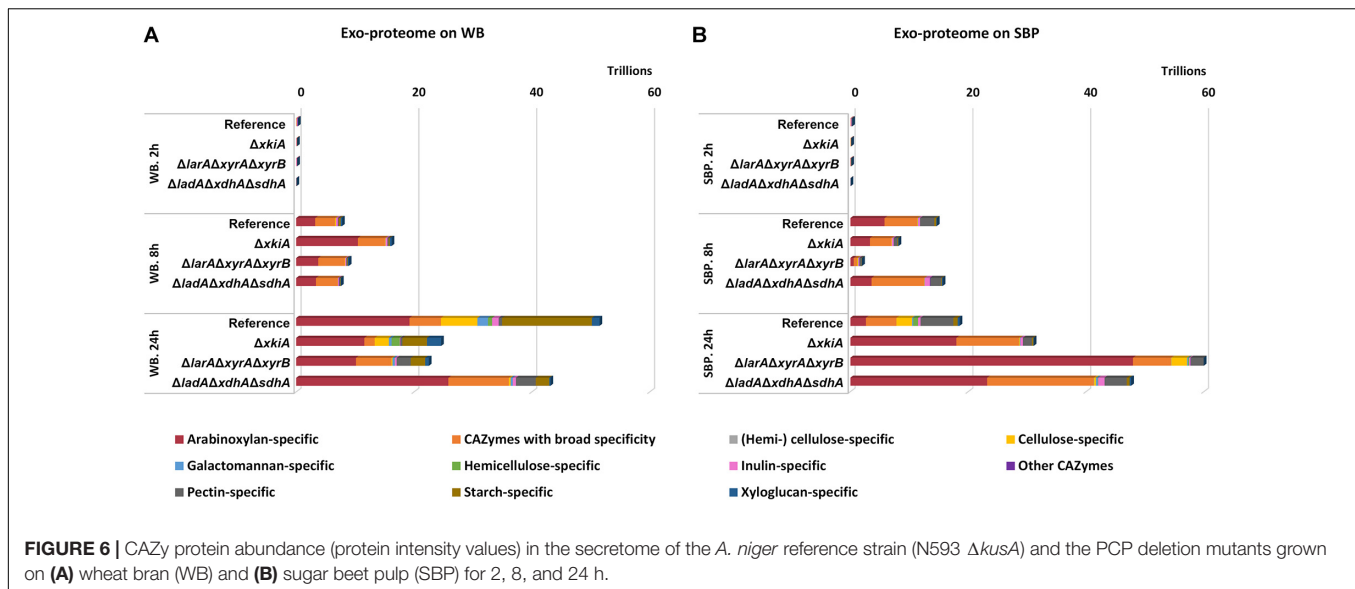 A
Exo-proteome on WB
Trillions
0 20 40 60
WB. 2h
Reference
ΔxkiA
ΔlarAΔxyrAΔxyrB
ΔladAΔxdhAΔsdhA
WB. 8h
Reference
ΔxkiA
ΔlarAΔxyrAΔxyrB
ΔladAΔxdhAΔsdhA
WB. 24h
Reference
ΔxkiA
ΔlarAΔxyrAΔxyrB
ΔladAΔxdhAΔsdhA
B
Exo-proteome on SBP
Trillions
0 20 40 60
SBP. 2h
Reference
ΔxkiA
ΔlarAΔxyrAΔxyrB
ΔladAΔxdhAΔsdhA
SBP. 8h
Reference
ΔxkiA
ΔlarAΔxyrAΔxyrB
ΔladAΔxdhAΔsdhA
SBP. 24h
Reference
ΔxkiA
ΔlarAΔxyrAΔxyrB
ΔladAΔxdhAΔsdhA
Arabinoxylan-specific
CAZymes with broad specificity
(Hemi-) cellulose-specific
Cellulose-specific
Galactomannan-specific
Hemicellulose-specific
Inulin-specific
Other CAZymes
Pectin-specific
Starch-specific
Xyloglucan-specific
FIGURE 6 | CAZy protein abundance (protein intensity values) in the secretome of the A. niger reference strain (N593 ΔkusA) and the PCP deletion mutants grown
on (A) wheat bran (WB) and (B) sugar beet pulp (SBP) for 2, 8, and 24 h.